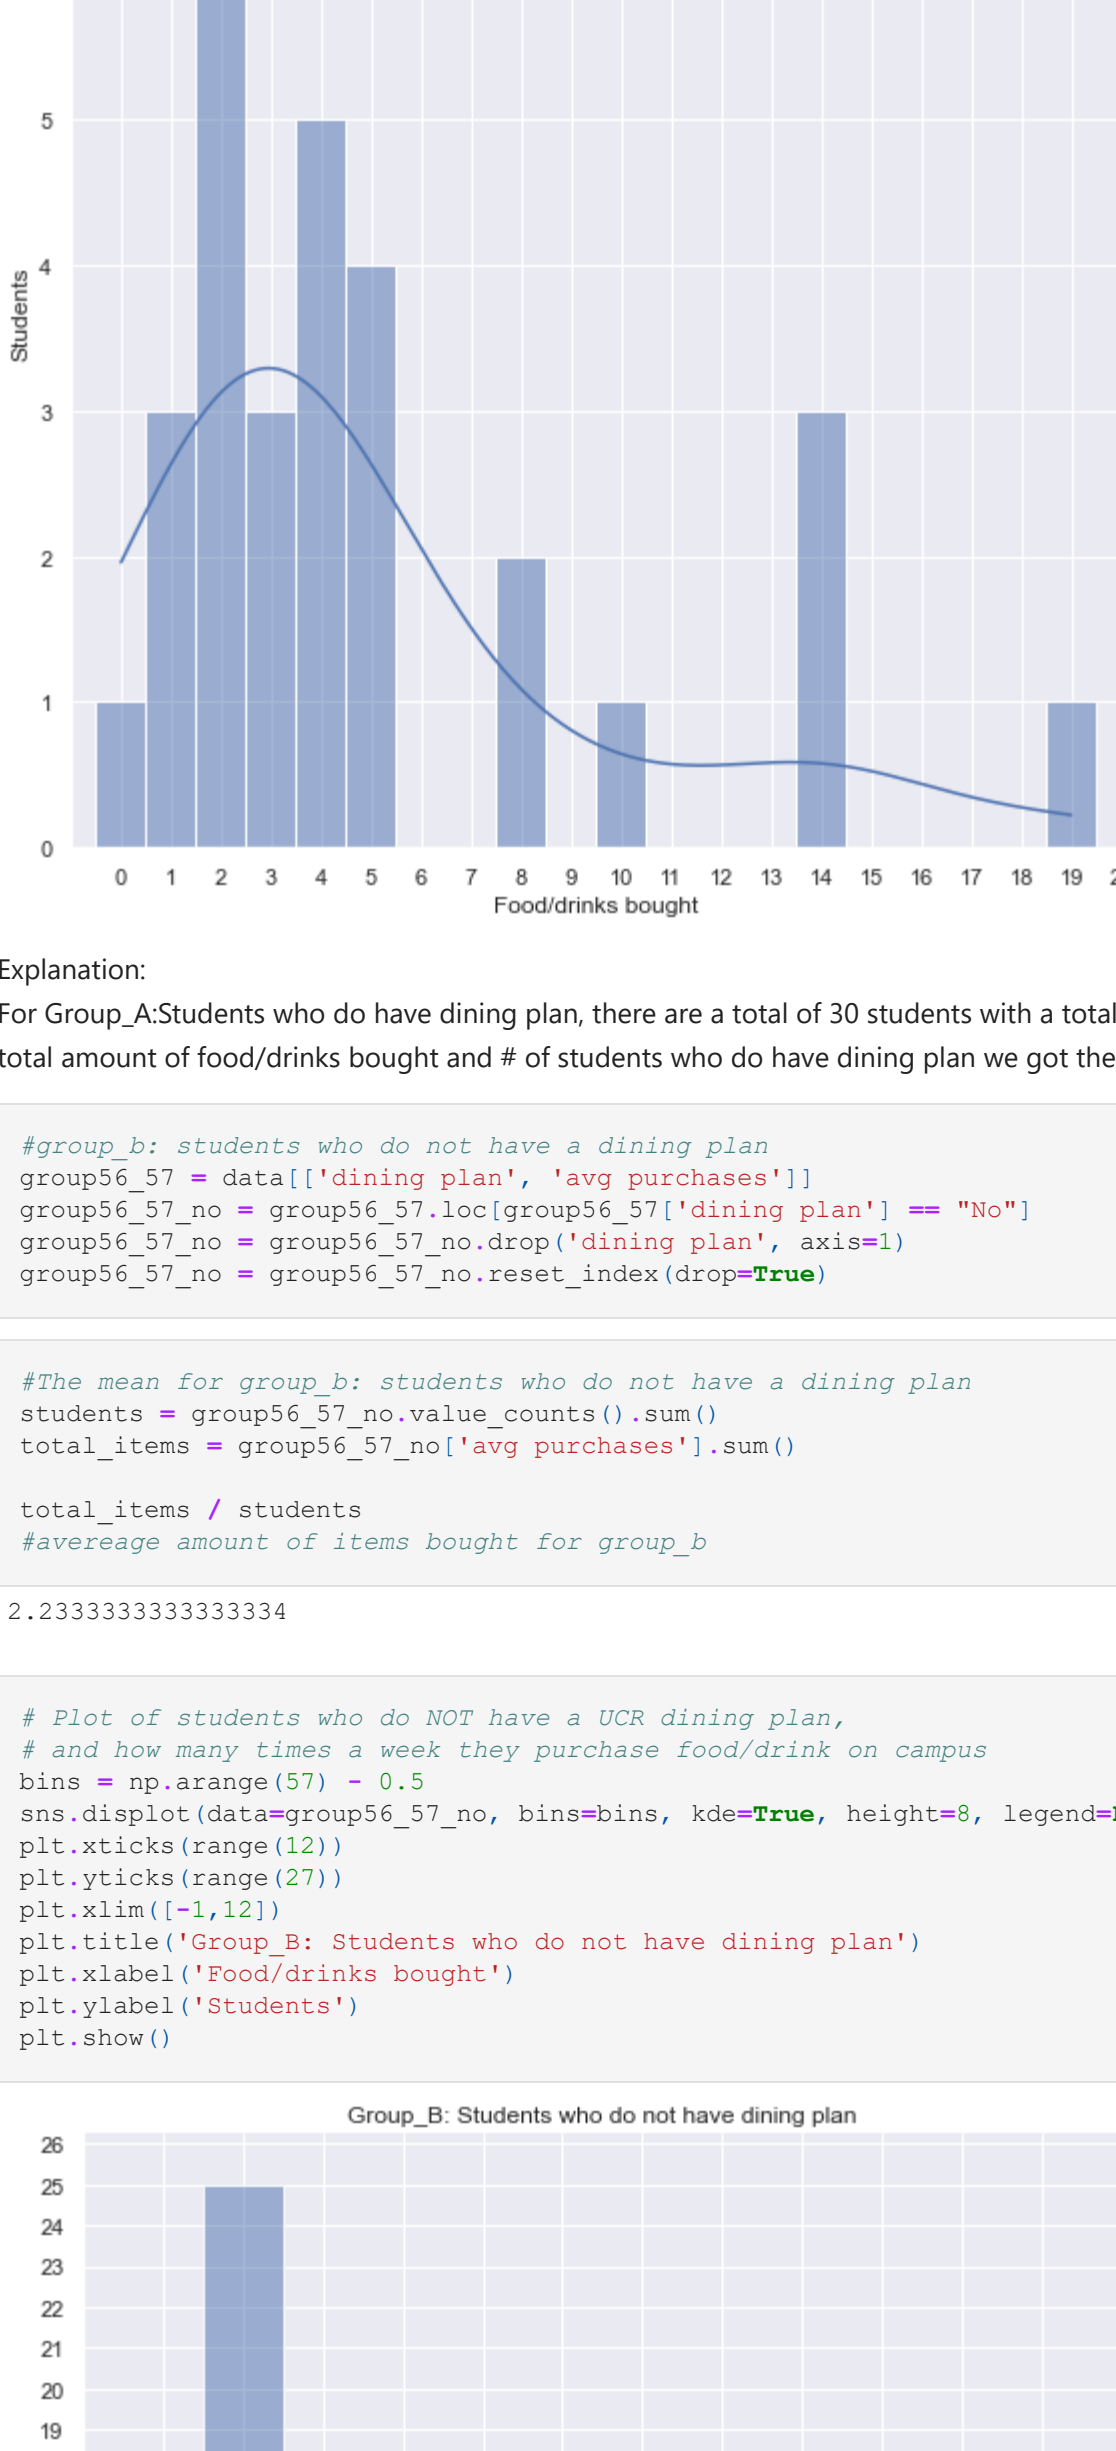 5
4
3
2
1
0
Students
0 1 2 3 4 5 6 7 8 9 10 11 12 13 14 15 16 17 18 19
Food/drinks bought
Explanation:
For Group_A:Students who do have dining plan, there are a total of 30 students with a total
total amount of food/drinks bought and # of students who do have dining plan we got the
#group_b: students who do not have a dining plan
group56_57 = data[['dining plan', 'avg purchases']]
group56_57_no = group56_57.loc[group56_57['dining plan'] == "No"]
group56_57_no = group56_57_no.drop('dining plan', axis=1)
group56_57_no = group56_57_no.reset_index(drop=True)
#The mean for group_b: students who do not have a dining plan
students = group56_57_no.value_counts().sum()
total_items = group56_57_no['avg purchases'].sum()
total_items / students
#avereage amount of items bought for group_b
2.2333333333333334
# Plot of students who do NOT have a UCR dining plan,
# and how many times a week they purchase food/drink on campus
bins = np.arange(57) - 0.5
sns.displot(data=group56_57_no, bins=bins, kde=True, height=8, legend=
plt.xticks(range(12))
plt.yticks(range(27))
plt.xlim([-1,12])
plt.title('Group_B: Students who do not have dining plan')
plt.xlabel('Food/drinks bought')
plt.ylabel('Students')
plt.show()
Group_B: Students who do not have dining plan
26
25
24
23
22
21
20
19